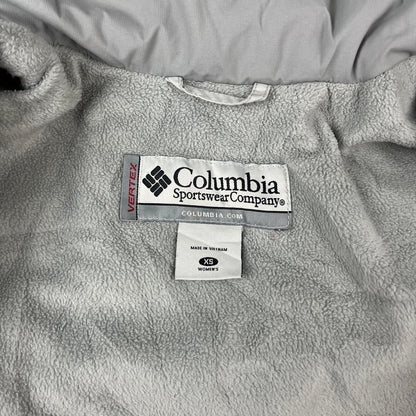 VERTEX
Columbia
Sportswear Company®
COLUMBIA.COM
MADE IN VIETNAM
XS
WOMEN'S